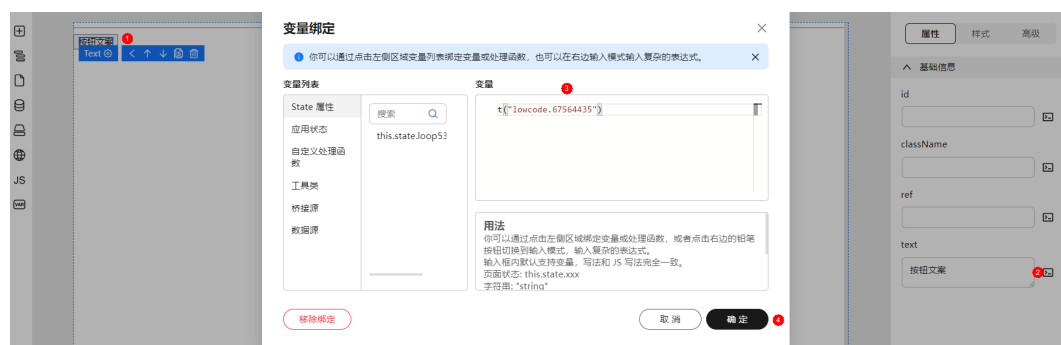 变量绑定
属性
样式
高级
按钮文案
1
Text
你可以通过点击左侧区域变量列表绑定变量或处理函数，也可以在右边输入模式输入复杂的表达式。
基础信息
变量列表
变量
3
id
State 属性
搜索
t("lowcode.67564435")
应用状态
this.state.loop53
自定义处理函
数
className
工具类
JS
桥接源
ref
VAR
数据源
用法
你可以通过点击左侧区域绑定变量或处理函数，或者点击右边的铅笔
按钮切换到输入模式，输入复杂的表达式。
输入框内默认支持变量，写法和 JS 写法完全一致。
页面状态: this.state.xxx
字符串: "string"
text
按钮文案
2
移除绑定
取 消
确 定
4